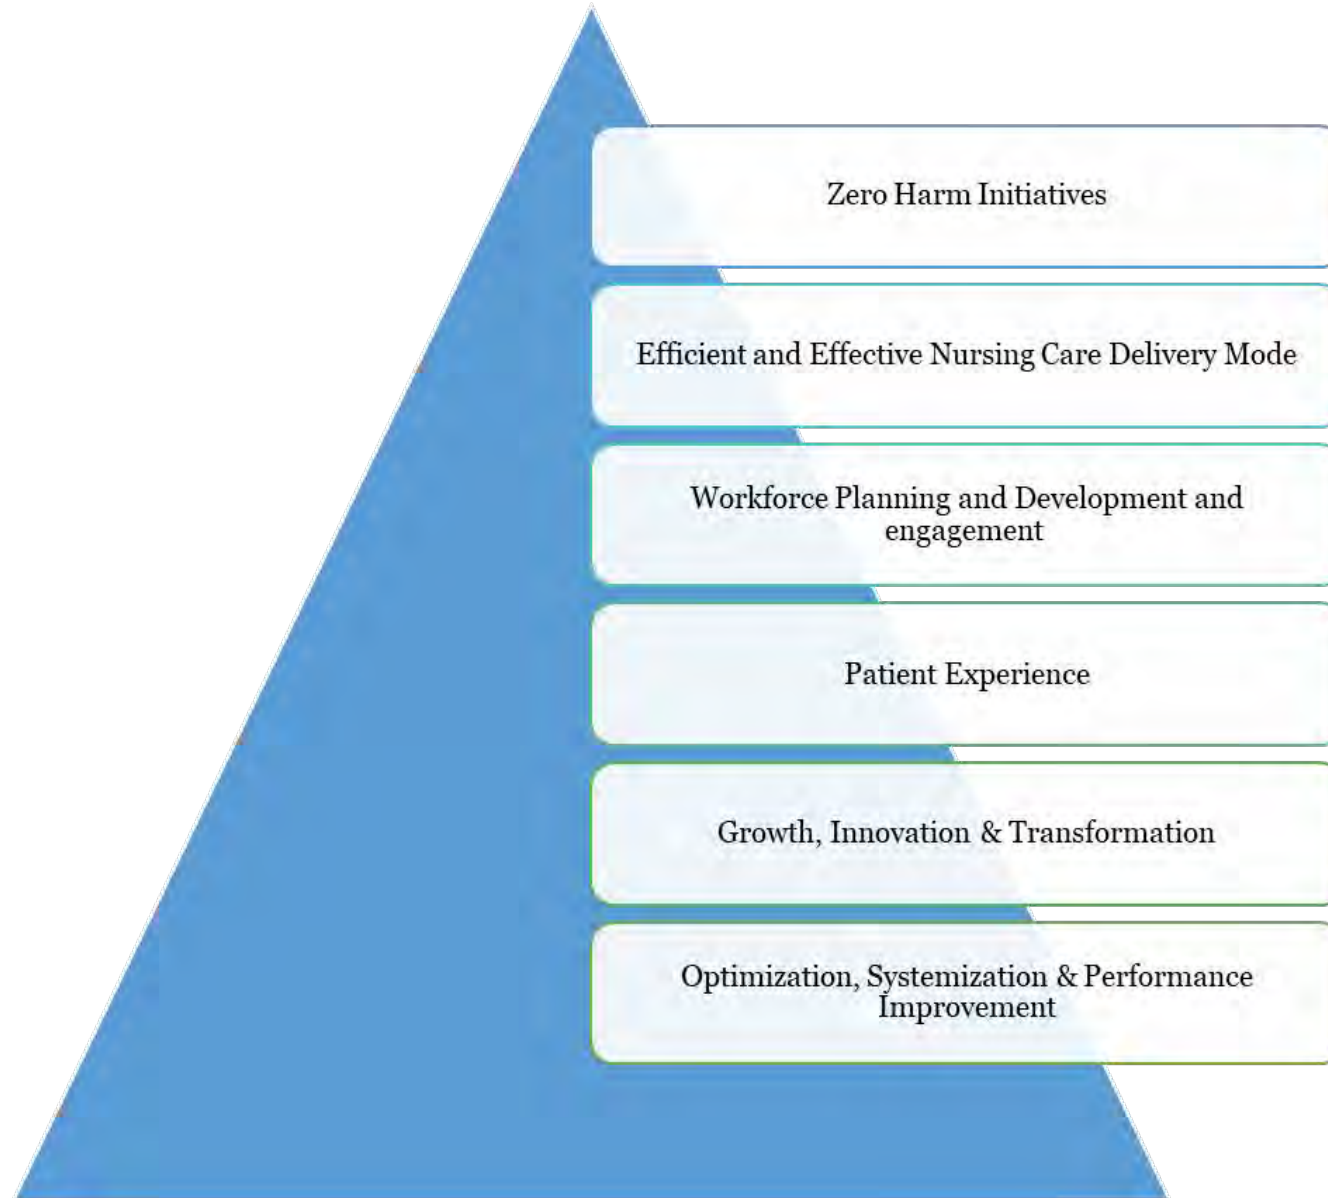 Zero Harm Initiatives
Efficient and Effective Nursing Care Delivery Mode
Workforce Planning and Development and
engagement
Patient Experience
Growth, Innovation & Transformation
Optimization, Systemization & Performance
Improvement